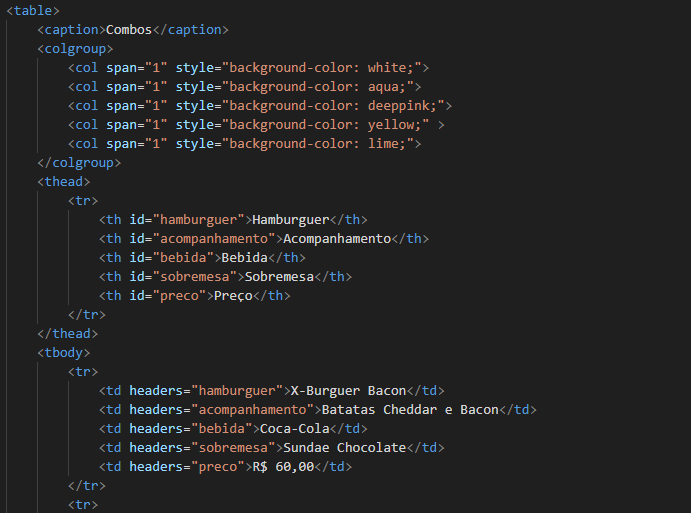 <table>
<caption>Combos</caption>
<colgroup>
<col span="1" style="background-color: white;">
<col span="1" style="background-color: aqua;">
<col span="1" style="background-color: deeppink;">
<col span="1" style="background-color: yellow;" >
<col span="1" style="background-color: lime;">
</colgroup>
<thead>
<tr>
<th id="hamburguer">Hamburguer</th>
<th id="acompanhamento">Acompanhamento</th>
<th id="bebida">Bebida</th>
<th id="sobremesa">Sobremesa</th>
<th id="preco">Preço</th>
</tr>
</thead>
<tbody>
<tr>
<td headers="hamburguer">X-Burguer Bacon</td>
<td headers="acompanhamento">Batatas Cheddar e Bacon</td>
<td headers="bebida">Coca-Cola</td>
<td headers="sobremesa">Sundae Chocolate</td>
<td headers="preco">R$ 60,00</td>
</tr>
<tr>